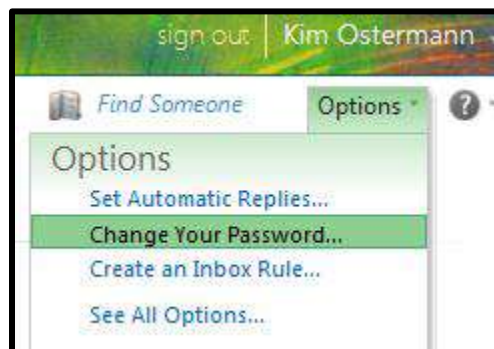 sign out | Kim Ostermann
Find Someone Options ?
Options
Set Automatic Replies...
Change Your Password...
Create an Inbox Rule...
See All Options...